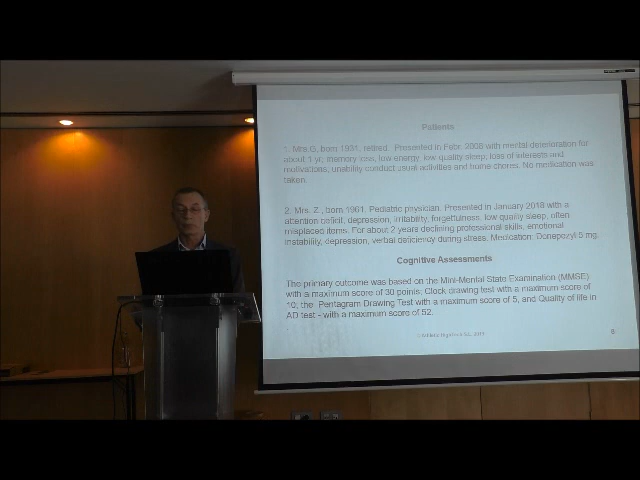 Patients
1. Mrs.G, born 1931, retired. Presented in Febr. 2008 with mental deterioration for
about 1 yr, memory loss, low energy, low quality sleep, loss of interests and
motivations, unability conduct usual activities and home chores. No medication was
taken.
2. Mrs. Z., born 1961, Pediatric physician. Presented in January 2018 with a
attention deficit, depression, irritability, forgetfulness, low quality sleep, often
misplaced items. For about 2 years declining professional skills, emotional
instability, depression, verbal deficiency during stress. Medication: Donepezyl 5 mg.
Cognitive Assessments
The primary outcome was based on the Mini-Mental State Examination (MMSE)
with a maximum score of 30 points, Clock drawing test with a maximum score of
10, the Pentagram Drawing Test with a maximum score of 5, and Quality of life in
AD test - with a maximum score of 52.
8